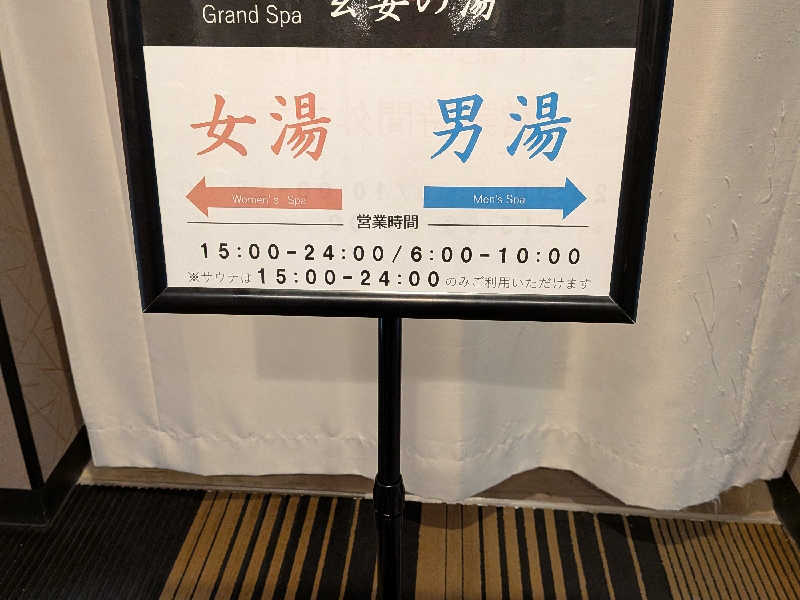 Grand Spa
女湯 男湯
Women's Spa Men's Spa
営業時間
15:00-24:00/6:00-10:00
※サウナは15:00-24:00のみご利用いただけます